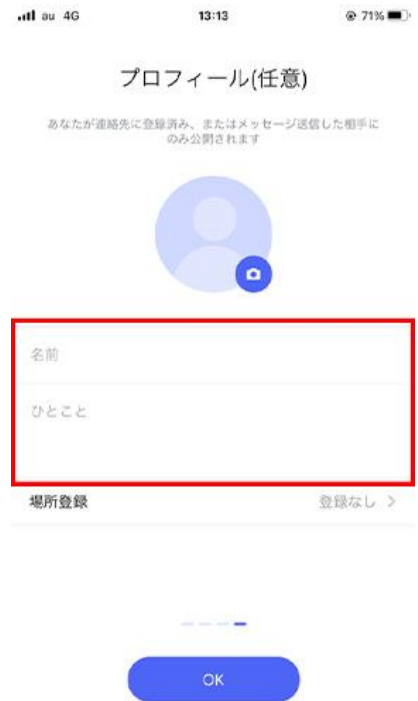 au 4G 13:13 71%
プロフィール(任意)
あなたが連絡先に登録済み、またはメッセージ送信した相手に
のみ公開されます
名前
ひとこと
場所登録 登録なし
OK